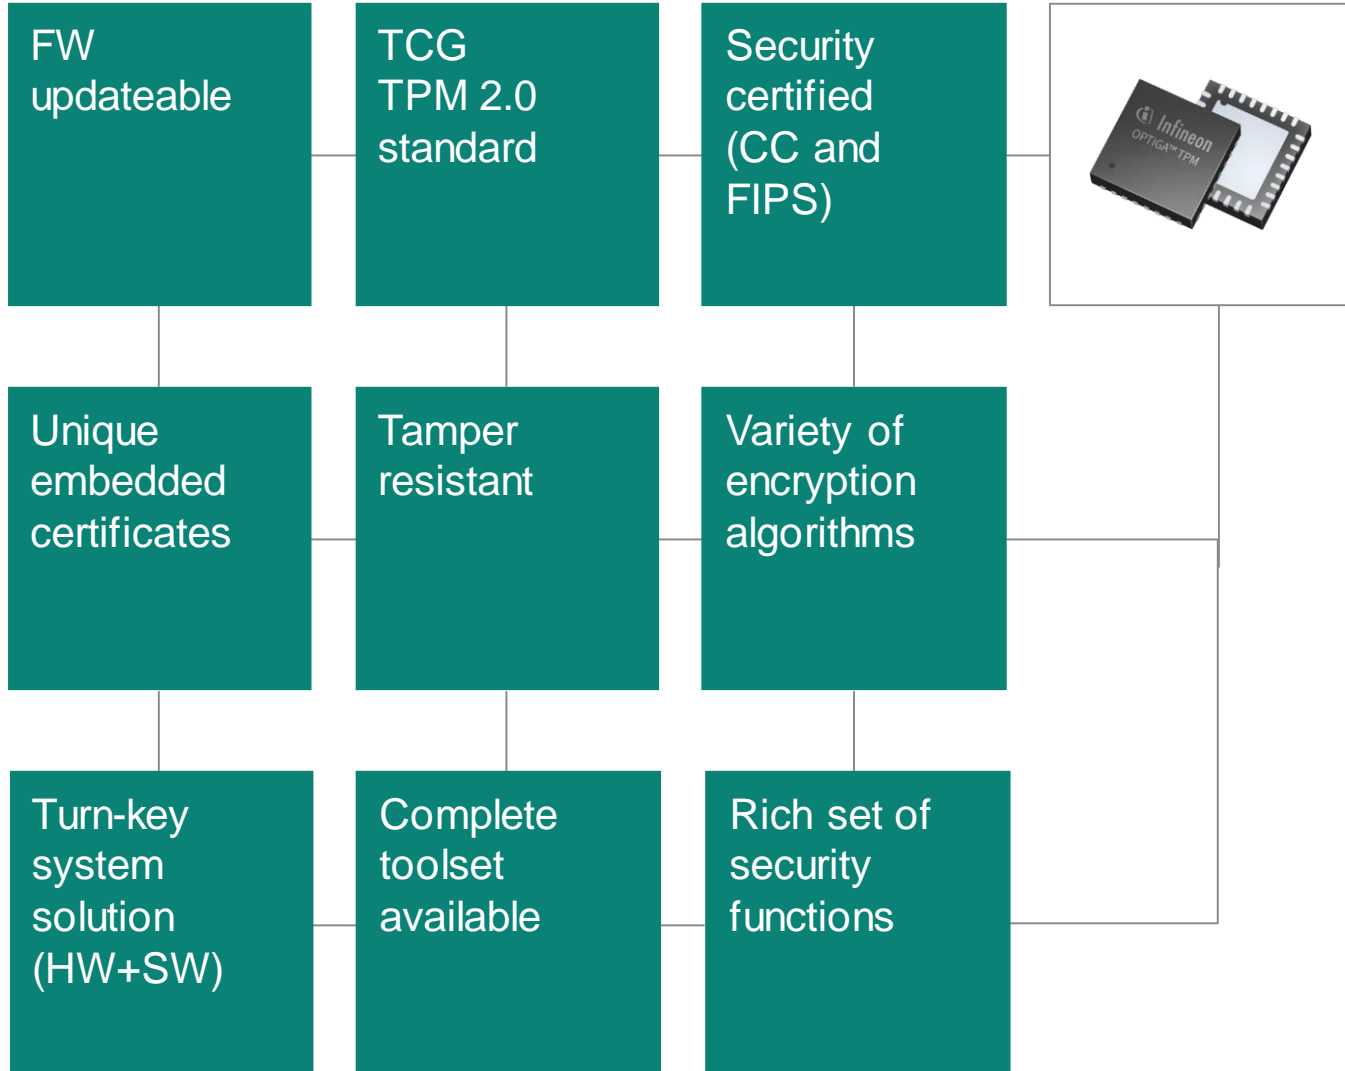 FW
updateable
TCG
TPM 2.0
standard
Security
certified
(CC and
FIPS)
Infineon
OPTIGA™ TPM
Unique
embedded
certificates
Tamper
resistant
Variety of
encryption
algorithms
Turn-key
system
solution
(HW+SW)
Complete
toolset
available
Rich set of
security
functions